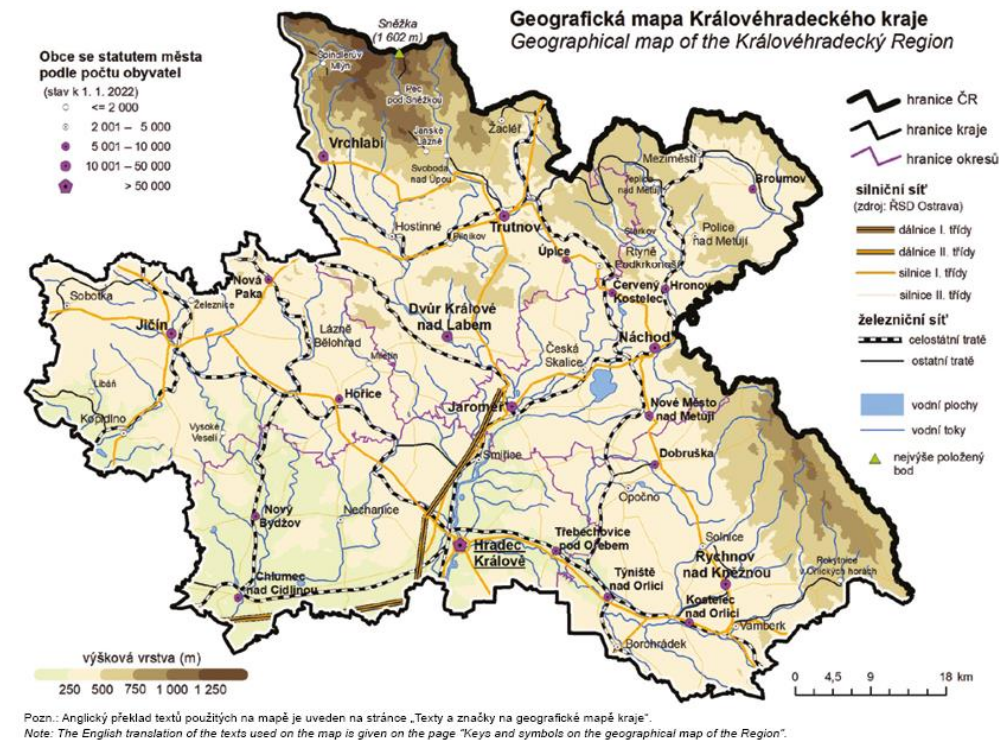 Geografická mapa Královéhradeckého kraje
Geographical map of the Královéhradecký Region
Obce se statutem města
podle počtu obyvatel
(stav k 1. 1. 2022)
<= 2 000
2 001 – 5 000
5 001 – 10 000
10 001 – 50 000
> 50 000
hranice ČR
hranice kraje
hranice okresů
silniční síť
(zdroj: ŘSD Ostrava)
dálnice I. třídy
dálnice II. třídy
silnice I. třídy
silnice II. třídy
železniční síť
celostátní tratě
ostatní tratě
vodní plochy
vodní toky
nejvýše položený
bod
Sněžka
(1 602 m)
Špindlerův
Mlýn
Pec
pod Sněžkou
Žacléř
Janské
Lázně
Vrchlabí
Svoboda
nad Úpou
Meziměstí
Teplice
nad Metují
Broumov
Trutnov
Hostinné
Pilníkov
Stárkov
Police
nad Metují
Úpice
Rtyně
v Podkrkonoší
Červený
Kostelec
Hronov
Nová
Paka
Sobotka
Železnice
Jičín
Dvůr Králové
nad Labem
Lázně
Bělohrad
Miletín
Náchod
Česká
Skalice
Libáň
Hořice
Jaroměř
Nové Město
nad Metují
Kopidlno
Vysoké
Veselí
Smiřice
Dobruška
Opočno
Nový
Bydžov
Nechanice
Hradec
Králové
Třebechovice
pod Orebem
Solnice
Rychnov
nad Kněžnou
Rokytnice
v Orlických horách
Chlumec
nad Cidlinou
Týniště
nad Orlicí
Kostelec
nad Orlicí
Vamberk
Borohrádek
výšková vrstva (m)
250 500 750 1 000 1 250
0 4,5 9 18 km
Pozn.: Anglický překlad textů použitých na mapě je uveden na stránce „Texty a značky na geografické mapě kraje".
Note: The English translation of the texts used on the map is given on the page "Keys and symbols on the geographical map of the Region".